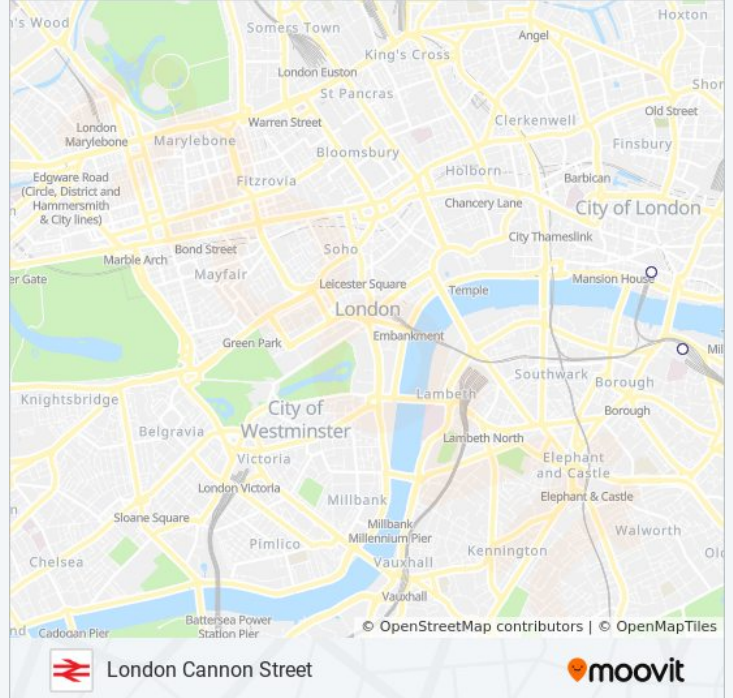 's Wood
Somers Town
Hoxton
Angel
King's Cross
London Euston
St Pancras
Shor
Old Street
London
Marylebone
Marylebone
Warren Street
Clerkenwell
Finsbury
Bloomsbury
Edgware Road
(Circle, District and
Hammersmith
& City lines)
Fitzrovia
Holborn
Barbican
Chancery Lane
City of London
City Thameslink
Bond Street
Soho
Marble Arch
Mayfair
er Gate
Leicester Square
Temple
Mansion House
London
Embankment
Green Park
Mil
Southwark
Borough
Knightsbridge
Lambeth
City of
Westminster
Borough
Belgravia
Lambeth North
Victoria
Elephant
and Castle
London Victoria
Elephant & Castle
Millbank
Sloane Square
Millbank
Millennium Pier
Walworth
Pimlico
Kennington
Chelsea
Vauxhall
Vauxhall
Battersea Power
Station Pier
nd
Cadogan Pier
© OpenStreetMap contributors | © OpenMapTiles
London Cannon Street
moovit